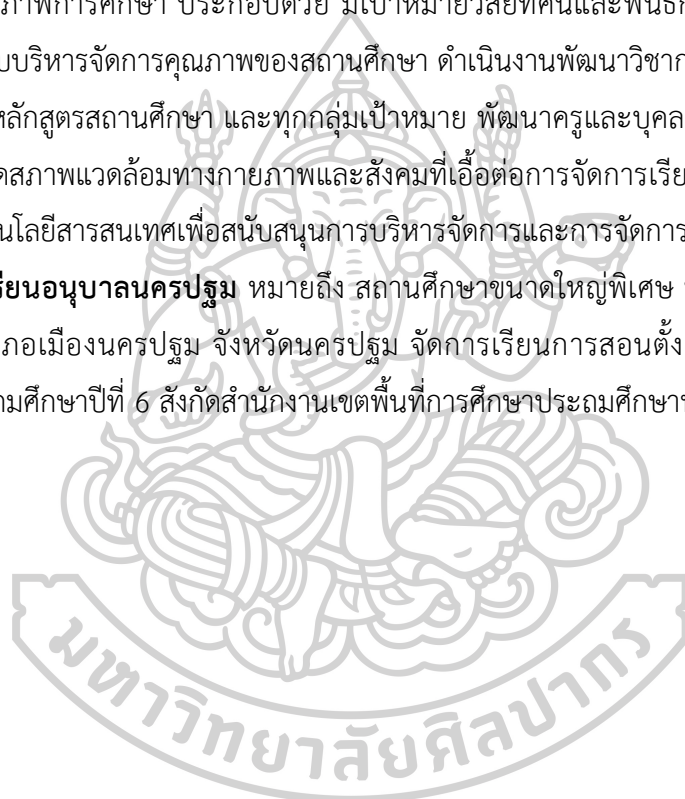 ภาพการศึกษา ประกอบด้วย มีเป้าหมายวิสัยทัศน์และพันธกิ
บบริหารจัดการคุณภาพของสถานศึกษา ดำเนินงานพัฒนาวิชาก
หลักสูตรสถานศึกษา และทุกกลุ่มเป้าหมาย พัฒนาครูและบุคล
ดสภาพแวดล้อมทางกายภาพและสังคมที่เอื้อต่อการจัดการเรีย
นโลยีสารสนเทศเพื่อสนับสนุนการบริหารจัดการและการจัดการ
รียนอนุบาลนครปฐม หมายถึง สถานศึกษาขนาดใหญ่พิเศษ
ภอเมืองนครปฐม จังหวัดนครปฐม จัดการเรียนการสอนตั้ง
มศึกษาปีที่ 6 สังกัดสำนักงานเขตพื้นที่การศึกษาประถมศึกษา
มหาวิทยาลัยศิลปากร